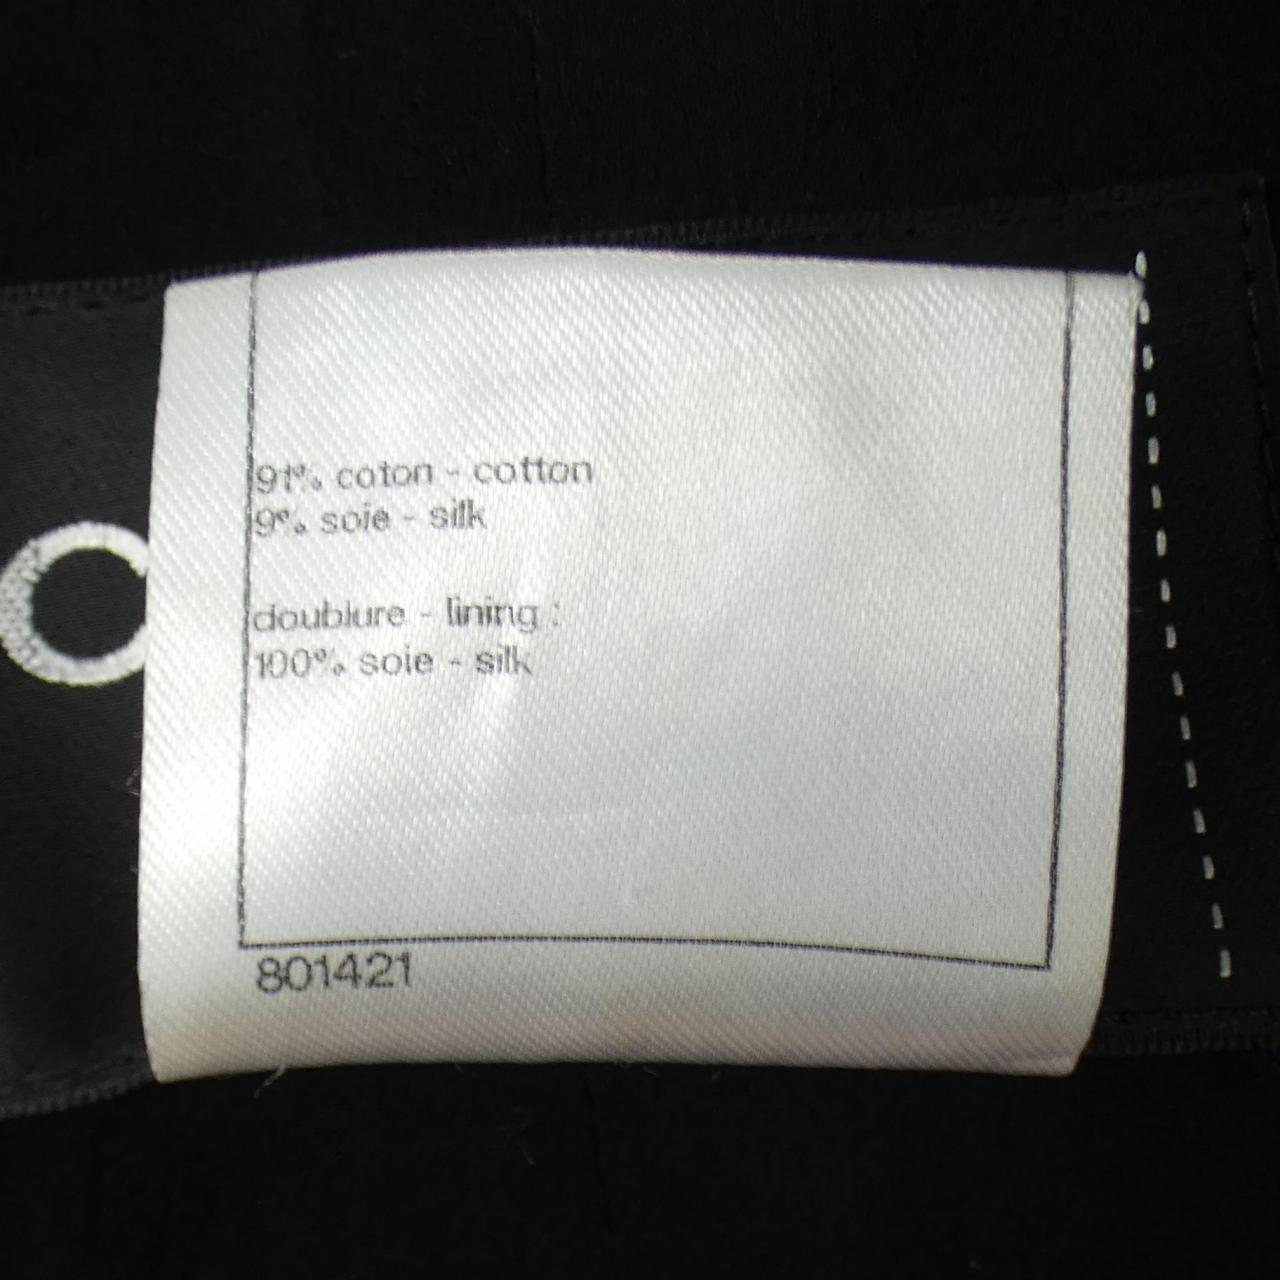 91% coton - cotton
9% soie - silk
doublure - lining :
100% soie - silk
801421
C